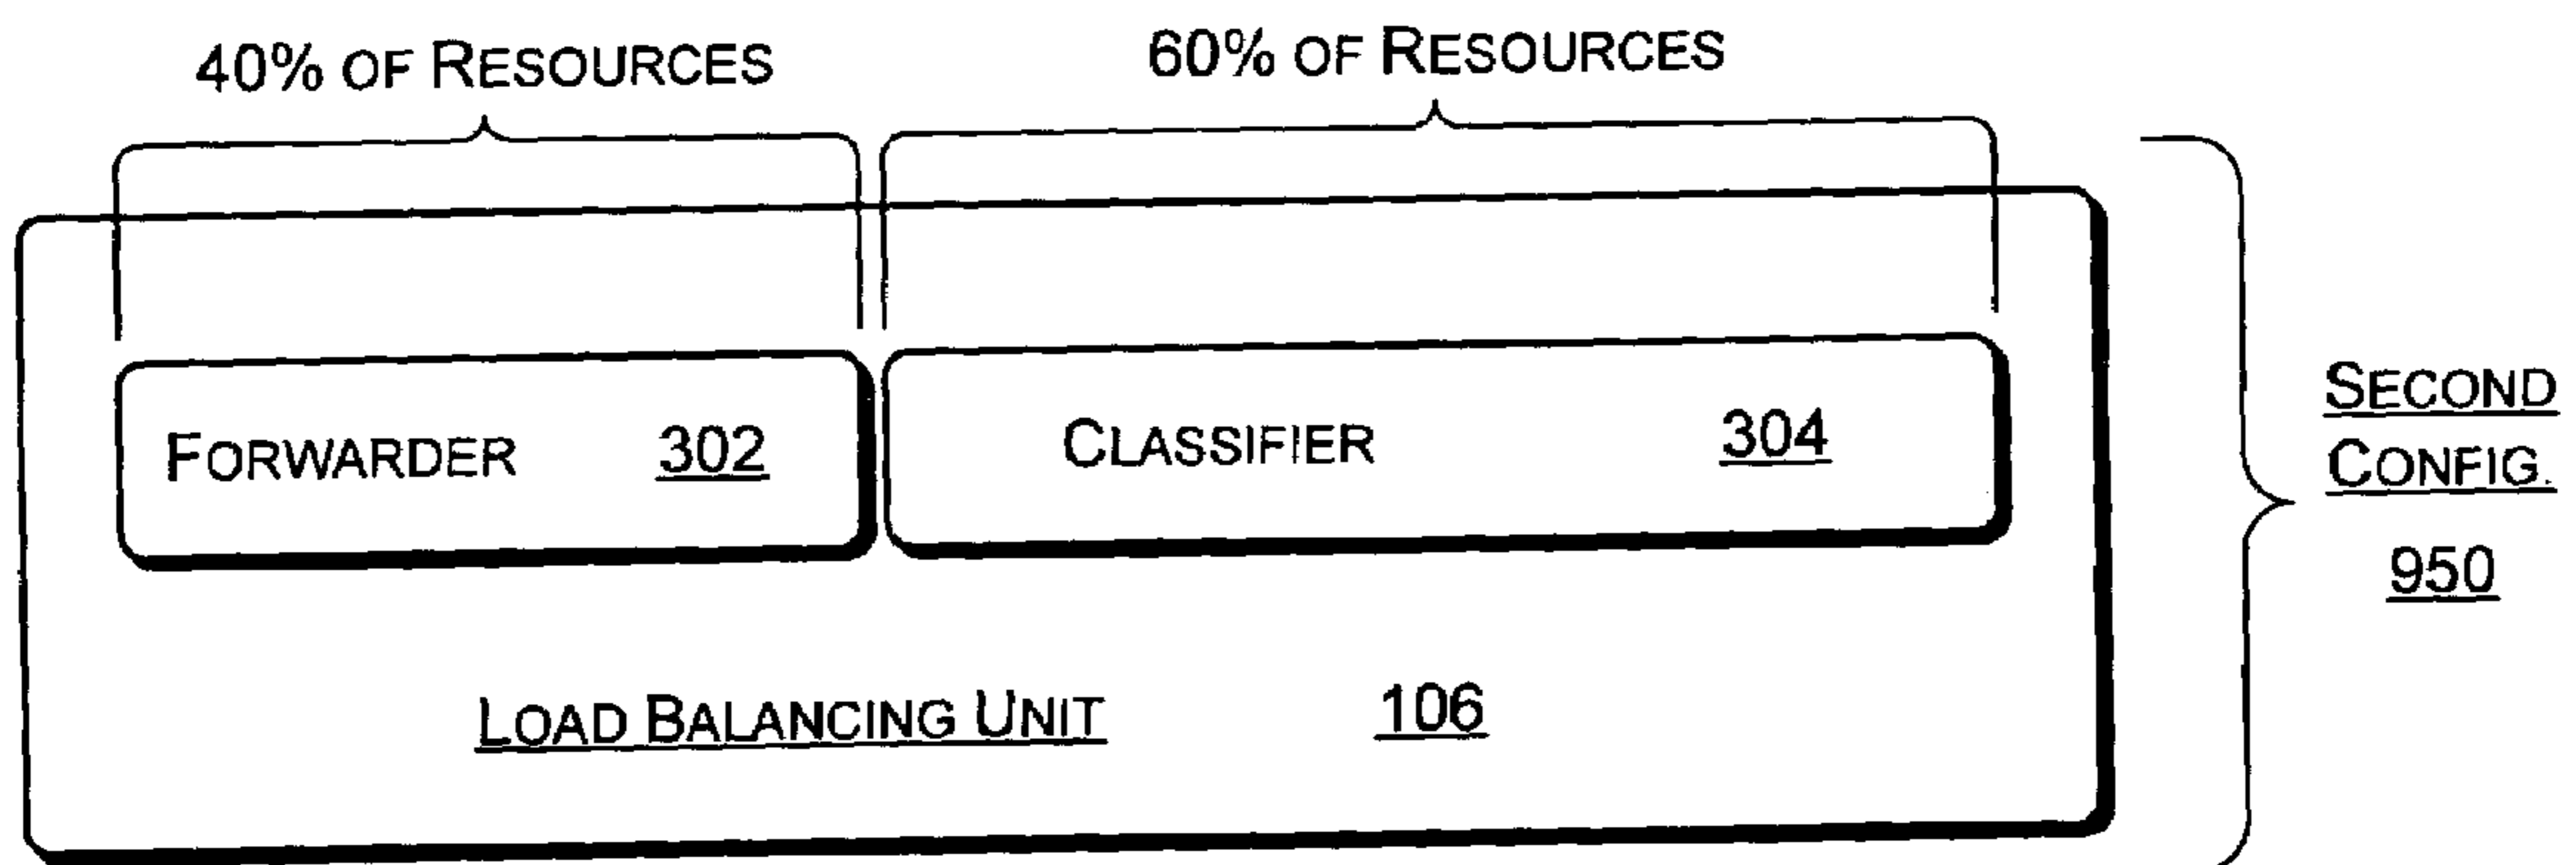 40% OF RESOURCES
60% OF RESOURCES
FORWARDER 302
CLASSIFIER 304
LOAD BALANCING UNIT 106
SECOND
CONFIG.
950